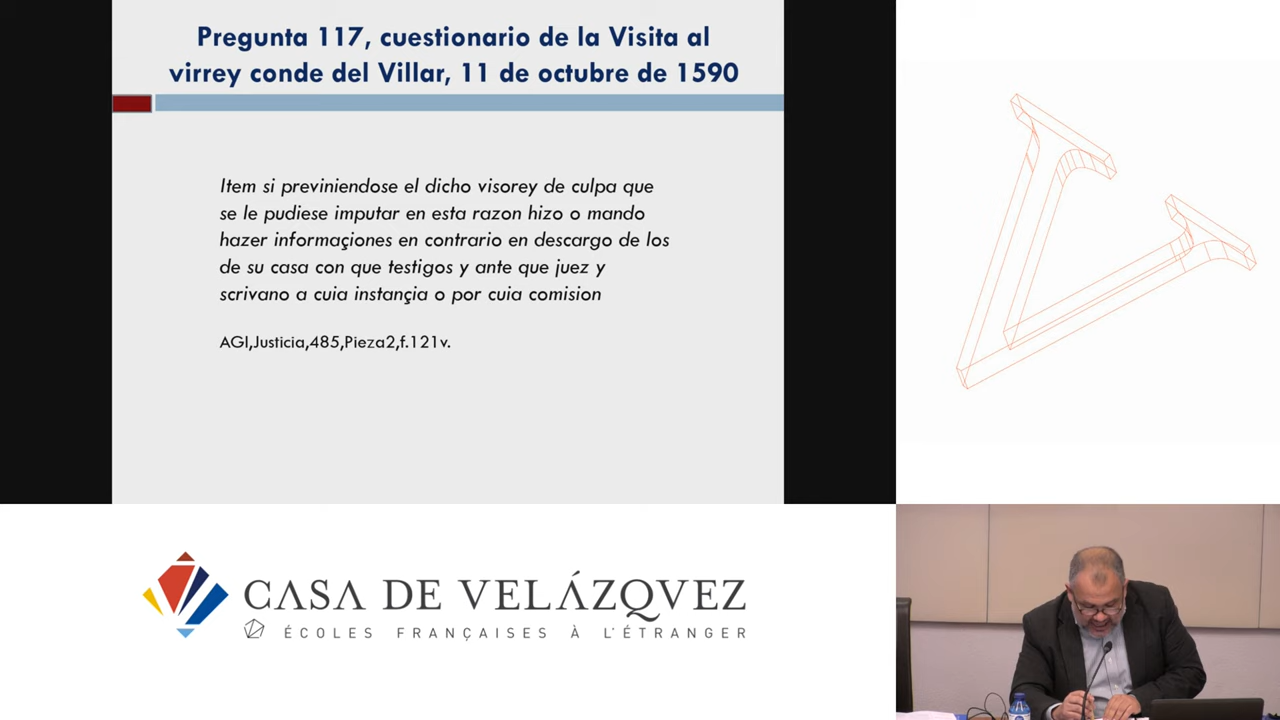 Pregunta 117, cuestionario de la Visita al
virrey conde del Villar, 11 de octubre de 1590
Item si previniendose el dicho visorey de culpa que
se le pudiese imputar en esta razon hizo o mando
hazer informaçiones en contrario en descargo de los
de su casa con que testigos y ante que juez y
scrivano a cuia instançia o por cuia comision
AGI,Justicia,485,Pieza2,f.121v.
CASA DE VELÁZQVEZ
ÉCOLES FRANÇAISES À L'ÉTRANGER